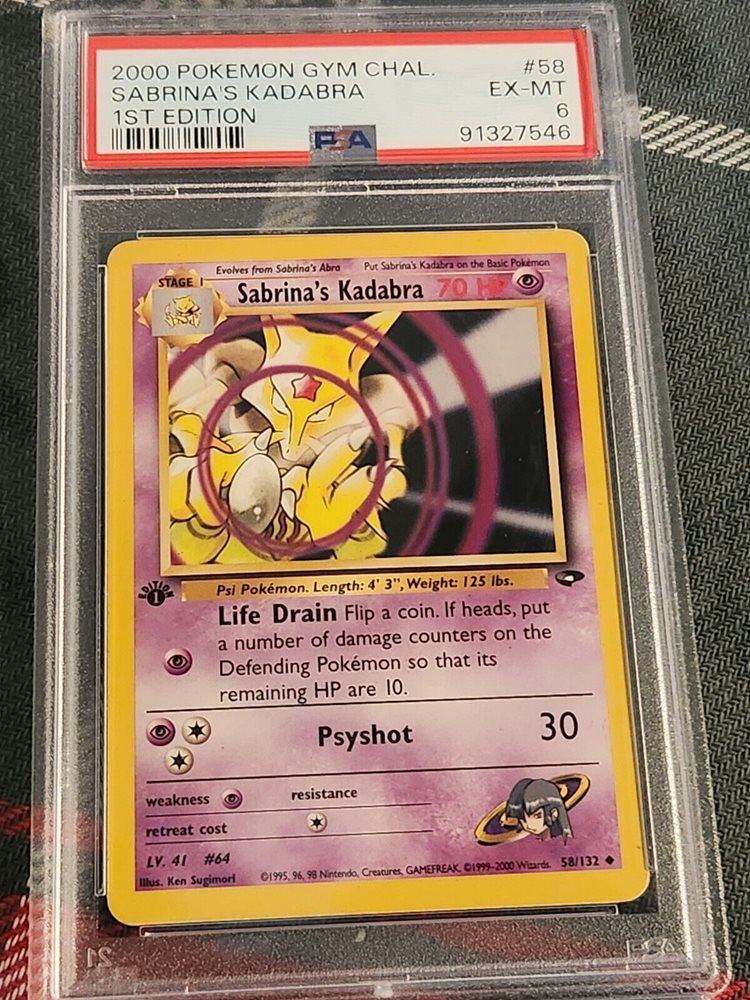 2000 POKEMON GYM CHAL. #58
SABRINA'S KADABRA EX-MT
1ST EDITION 6
PSA 91327546
Evolves from Sabrina's Abra Put Sabrina's Kadabra on the Basic Pokémon
STAGE 1
Sabrina's Kadabra 70 HP
EDITION
1
Psi Pokémon. Length: 4' 3", Weight: 125 lbs.
Life Drain Flip a coin. If heads, put
a number of damage counters on the
Defending Pokémon so that its
remaining HP are 10.
Psyshot 30
weakness resistance
retreat cost
LV. 41 #64
Illus. Ken Sugimori ©1995, 96, 98 Nintendo, Creatures, GAMEFREAK. ©1999-2000 Wizards. 58/132